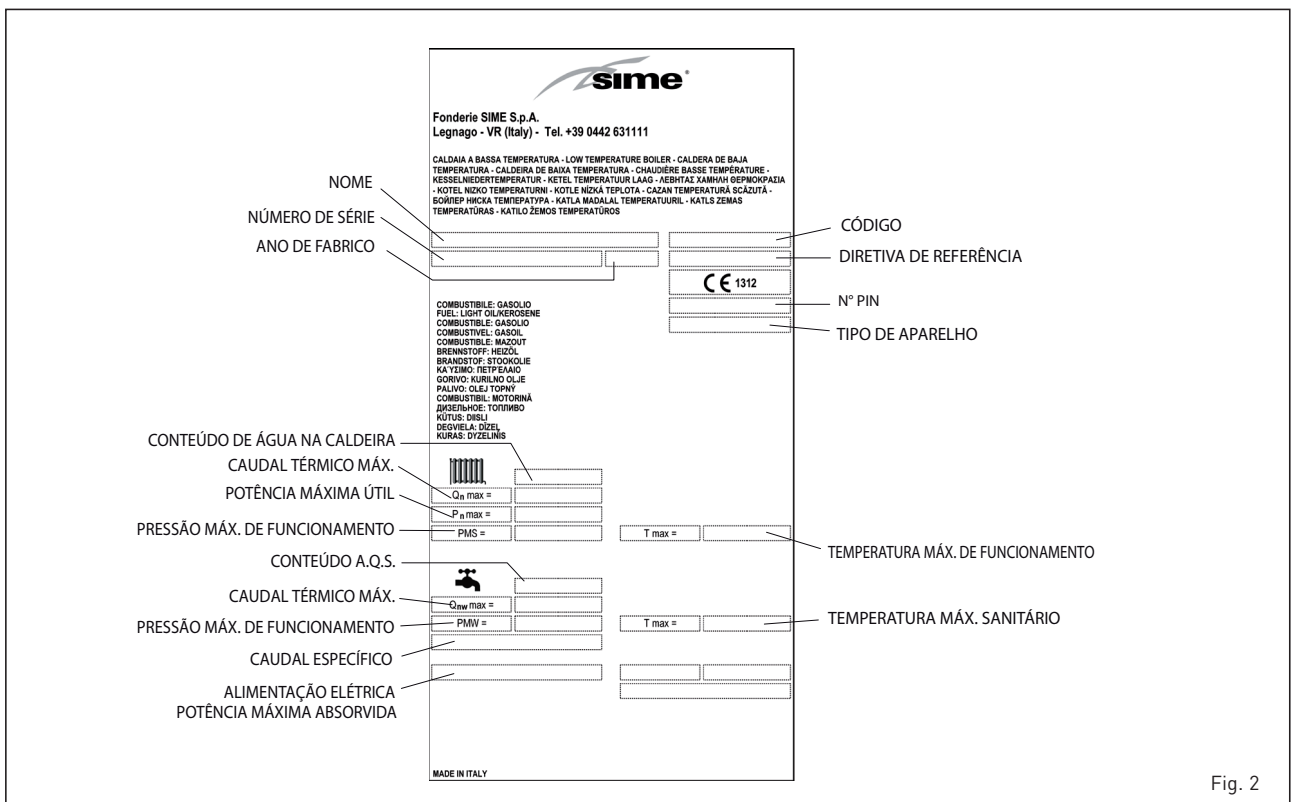 sime®
Fonderie SIME S.p.A.
Legnago - VR (Italy) - Tel. +39 0442 631111
CALDAIA A BASSA TEMPERATURA - LOW TEMPERATURE BOILER - CALDERA DE BAJA
TEMPERATURA - CALDEIRA DE BAIXA TEMPERATURA - CHAUDIÈRE BASSE TEMPÉRATURE -
KESSELNIEDERTEMPERATUR - KETEL TEMPERATUUR LAAG - ΛΕΒΗΤΑΣ ΧΑΜΗΛΗ ΘΕΡΜΟΚΡΑΣΙΑ
- KOTEL NIZKO TEMPERATURNI - KOTLE NÍZKÁ TEPLOTA - CAZAN TEMPERATURĂ SCĂZUTĂ -
БОЙЛЕР НИСКА ТЕМПЕРАТУРА - KATLA MADALAL TEMPERATUURIL - KATLS ZEMAS
TEMPERATŪRAS - KATILO ŽEMOS TEMPERATŪROS
NOME
NÚMERO DE SÉRIE
ANO DE FABRICO
CÓDIGO
DIRETIVA DE REFERÊNCIA
CE 1312
N° PIN
TIPO DE APARELHO
COMBUSTIBILE: GASOLIO
FUEL: LIGHT OIL/KEROSENE
COMBUSTIBLE: GASOLIO
COMBUSTIVEL: GASOIL
COMBUSTIBLE: MAZOUT
BRENNSTOFF: HEIZÖL
BRANDSTOF: STOOKOLIE
ΚΑΎΣΙΜΟ: ΠΕΤΡΈΛΑΙΟ
GORIVO: KURILNO OLJE
PALIVO: OLEJ TOPNÝ
COMBUSTIBIL: MOTORINĂ
ДИЗЕЛЬНОЕ: ТОПЛИВО
KÜTUS: DIISLI
DEGVIELA: DĪZEĻ
KURAS: DYZELINIS
CONTEÚDO DE ÁGUA NA CALDEIRA
CAUDAL TÉRMICO MÁX.
Qn max =
POTÊNCIA MÁXIMA ÚTIL
Pn max =
PRESSÃO MÁX. DE FUNCIONAMENTO
PMS =
T max =
TEMPERATURA MÁX. DE FUNCIONAMENTO
CONTEÚDO A.Q.S.
CAUDAL TÉRMICO MÁX.
Qnw max =
PRESSÃO MÁX. DE FUNCIONAMENTO
PMW =
T max =
TEMPERATURA MÁX. SANITÁRIO
CAUDAL ESPECÍFICO
ALIMENTAÇÃO ELÉTRICA
POTÊNCIA MÁXIMA ABSORVIDA
MADE IN ITALY
Fig. 2